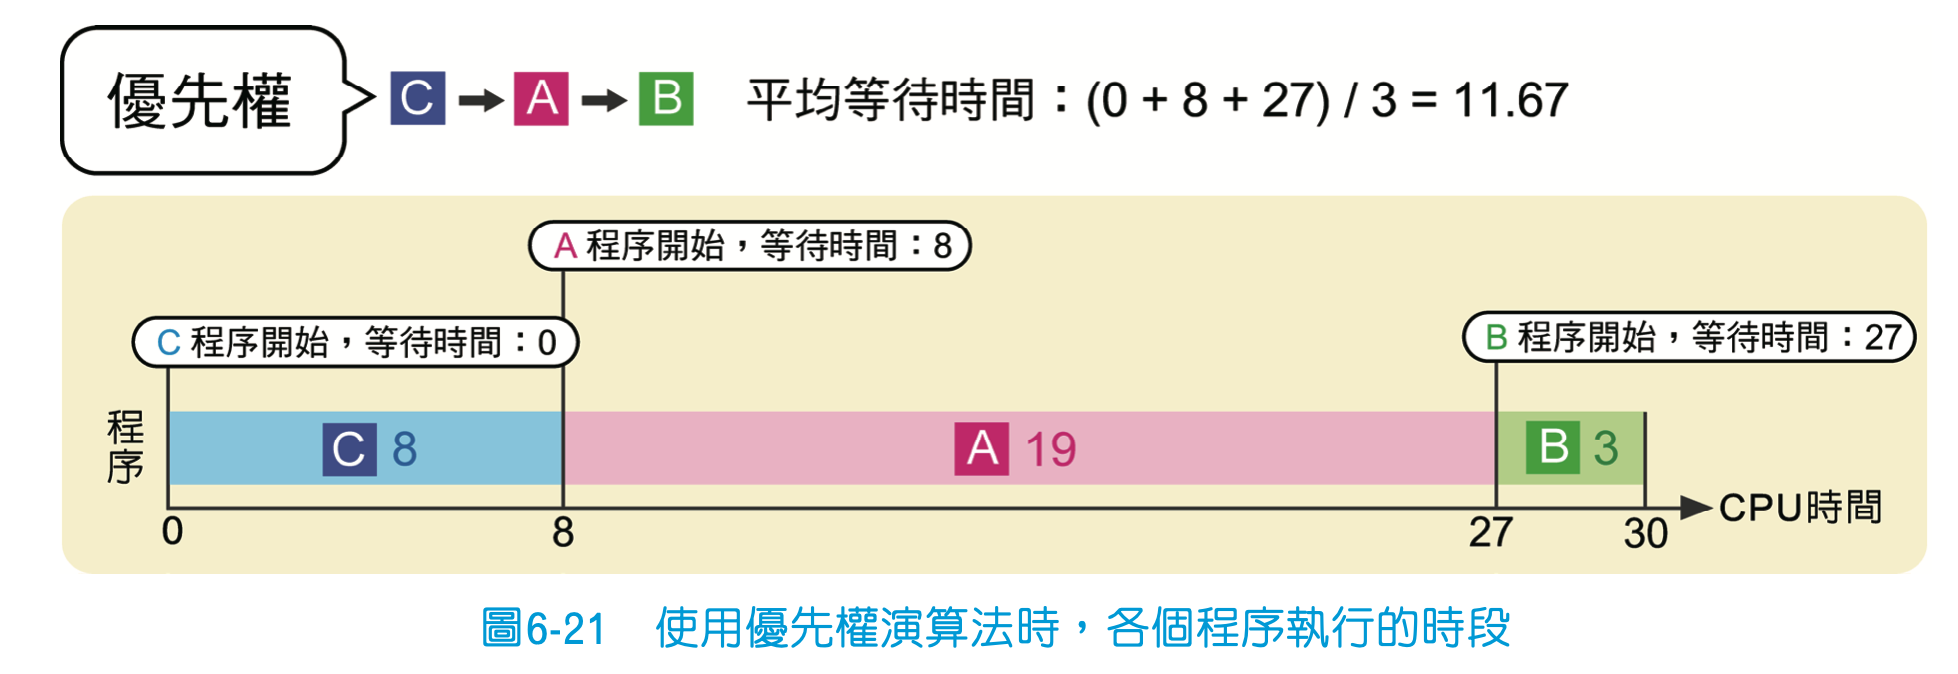 優先權 C → A → B 平均等待時間：(0 + 8 + 27) / 3 = 11.67
A 程序開始，等待時間：8
C 程序開始，等待時間：0
B 程序開始，等待時間：27
程序
C 8 A 19 B 3
0 8 27 30 CPU時間
圖6-21 使用優先權演算法時，各個程序執行的時段